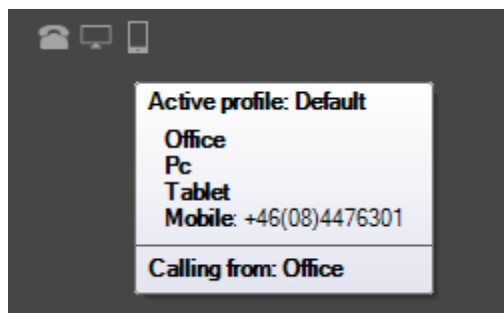 Active profile: Default
Office
Pc
Tablet
Mobile: +46(08)4476301
Calling from: Office